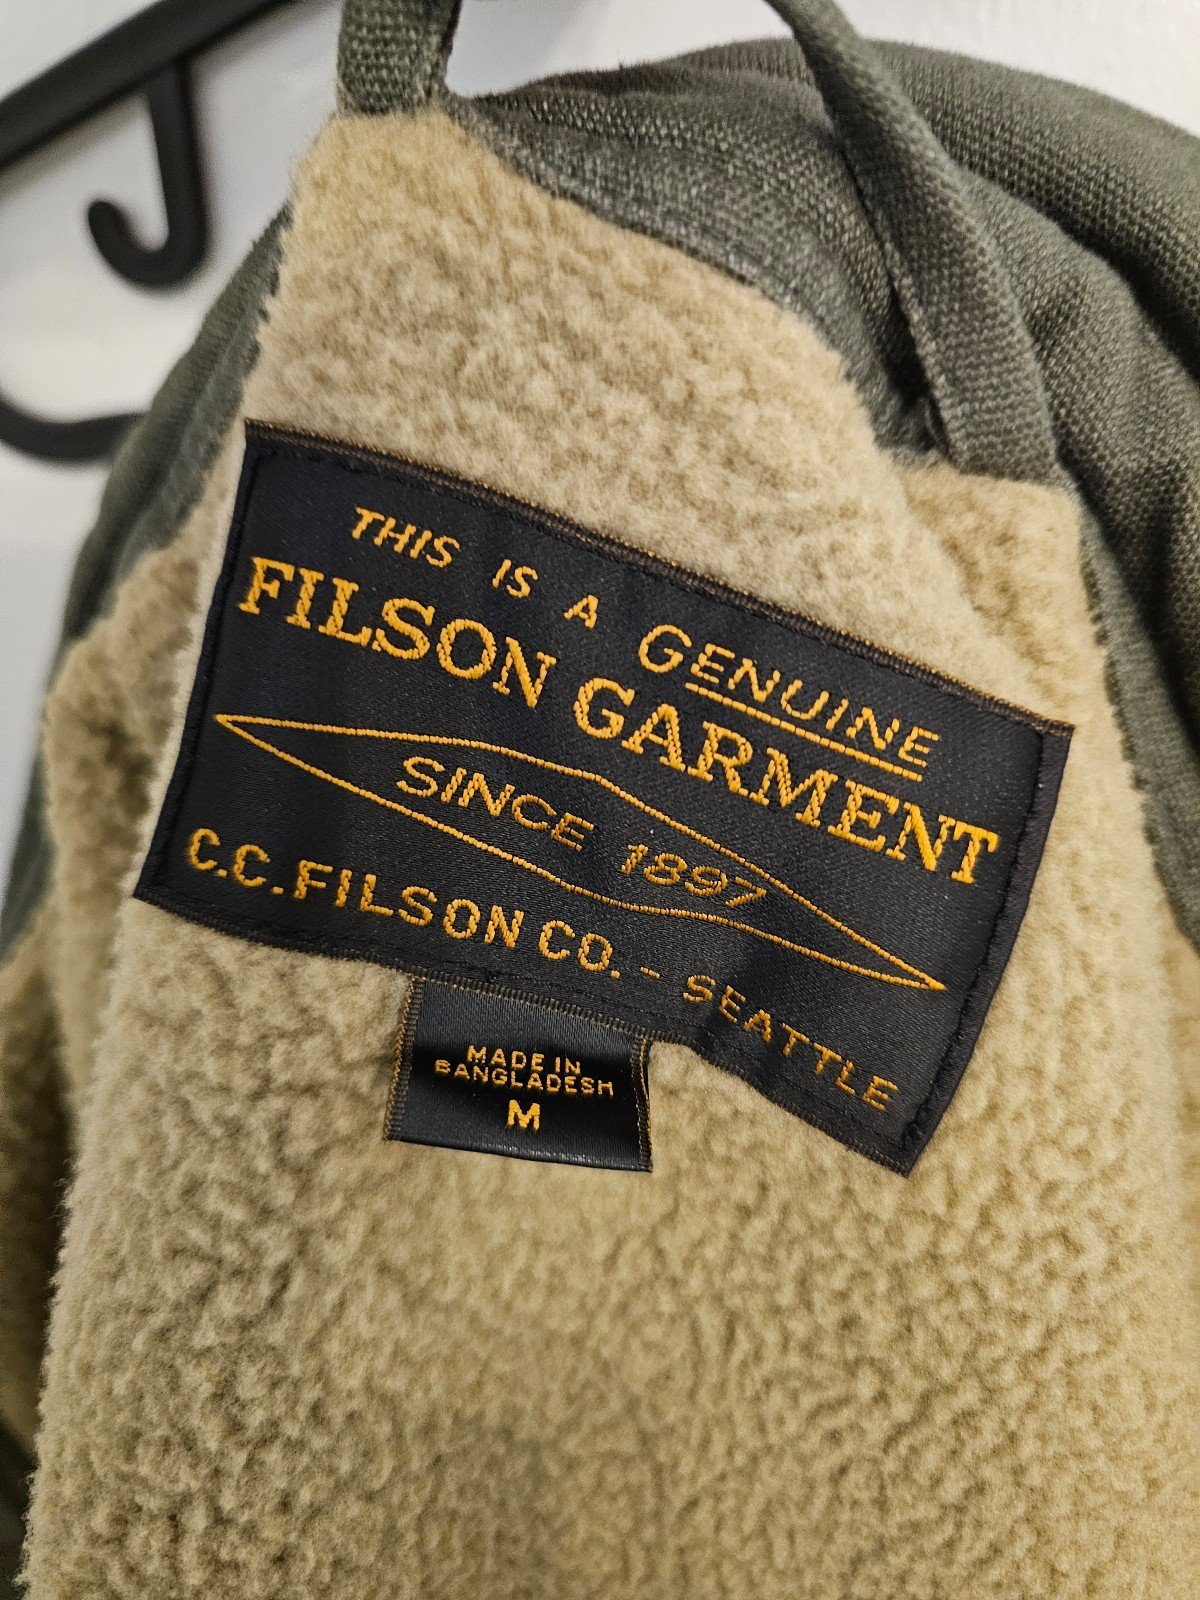 THIS IS A GENUINE
FILSON GARMENT
SINCE 1897
C.C. FILSON CO. - SEATTLE
MADE IN
BANGLADESH
M